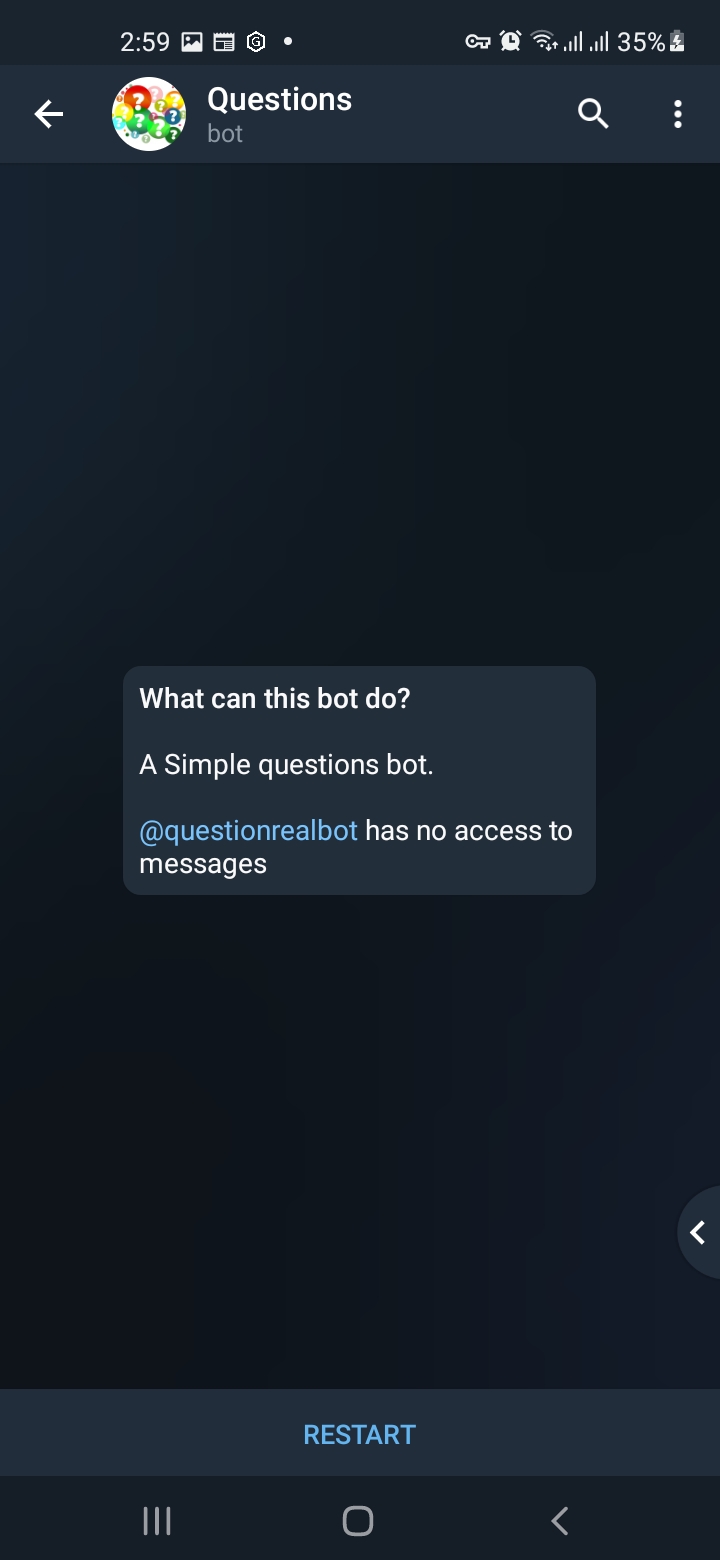 2:59 35%
Questions
bot
What can this bot do?
A Simple questions bot.
@questionrealbot has no access to
messages
RESTART